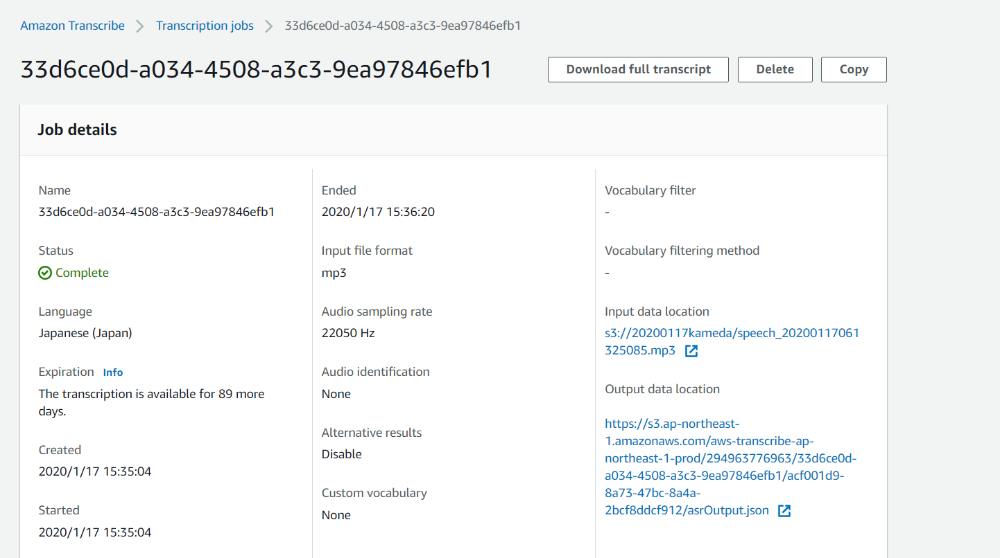 Amazon Transcribe > Transcription jobs > 33d6ce0d-a034-4508-a3c3-9ea97846efb1
33d6ce0d-a034-4508-a3c3-9ea97846efb1
Download full transcript
Delete
Copy
Job details
Name
33d6ce0d-a034-4508-a3c3-9ea97846efb1
Status
Complete
Language
Japanese (Japan)
Expiration Info
The transcription is available for 89 more
days.
Created
2020/1/17 15:35:04
Started
2020/1/17 15:35:04
Ended
2020/1/17 15:36:20
Input file format
mp3
Audio sampling rate
22050 Hz
Audio identification
None
Alternative results
Disable
Custom vocabulary
None
Vocabulary filter
-
Vocabulary filtering method
-
Input data location
s3://20200117kameda/speech_20200117061
325085.mp3
Output data location
https://s3.ap-northeast-
1.amazonaws.com/aws-transcribe-ap-
northeast-1-prod/294963776963/33d6ce0d-
a034-4508-a3c3-9ea97846efb1/acf001d9-
8a73-47bc-8a4a-
2bcf8ddcf912/asrOutput.json